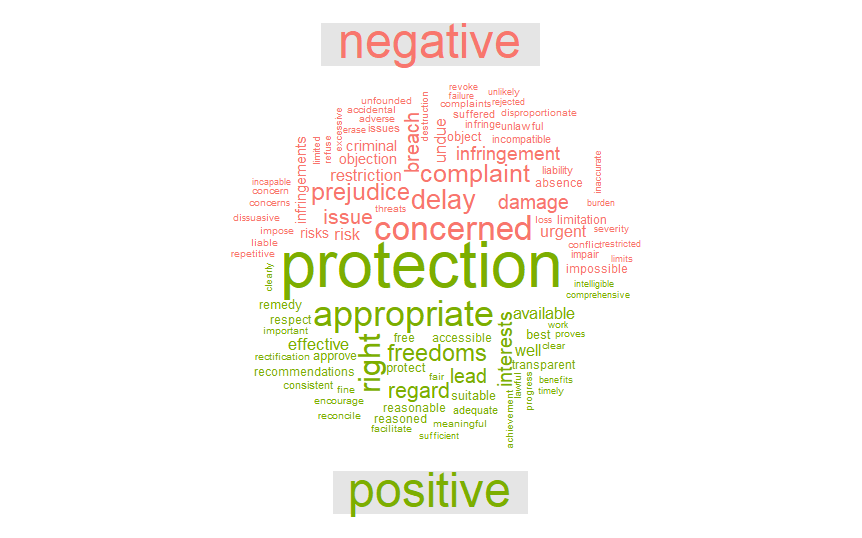 negative
revoke
unlikely
failure
unfounded
complaints
rejected
accidental
suffered
disproportionate
adverse
destruction
excessive
erase
issues
breach
undue
infringe
unlawful
limited
refuse
criminal
object
incompatible
infringements
objection
infringement
inaccurate
restriction
complaint
liability
incapable
absence
concern
prejudice
delay
damage
concerns
threats
burden
dissuasive
issue
concerned
loss
limitation
impose
risks
risk
urgent
severity
liable
conflict
restricted
repetitive
impair
limits
protection
impossible
clearly
intelligible
comprehensive
remedy
appropriate
available
respect
interests
work
important
free
accessible
best
proves
effective
right
freedoms
well
clear
rectification
approve
protect
transparent
recommendations
fair
lead
benefits
consistent
fine
regard
suitable
lawful
progress
timely
encourage
reasonable
adequate
achievement
reconcile
reasoned
meaningful
facilitate
sufficient
positive